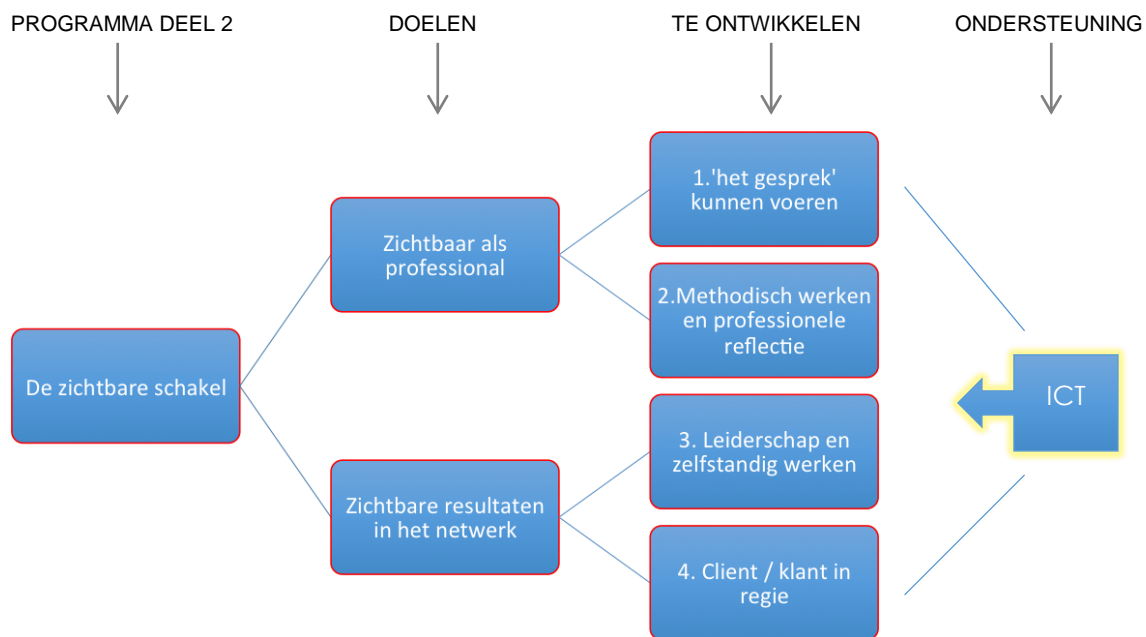 PROGRAMMA DEEL 2
DOELEN
TE ONTWIKKELEN
ONDERSTEUNING
De zichtbare schakel
Zichtbaar als
professional
Zichtbare resultaten
in het netwerk
1.'het gesprek'
kunnen voeren
2.Methodisch werken
en professionele
reflectie
3. Leiderschap en
zelfstandig werken
4. Client / klant in
regie
ICT